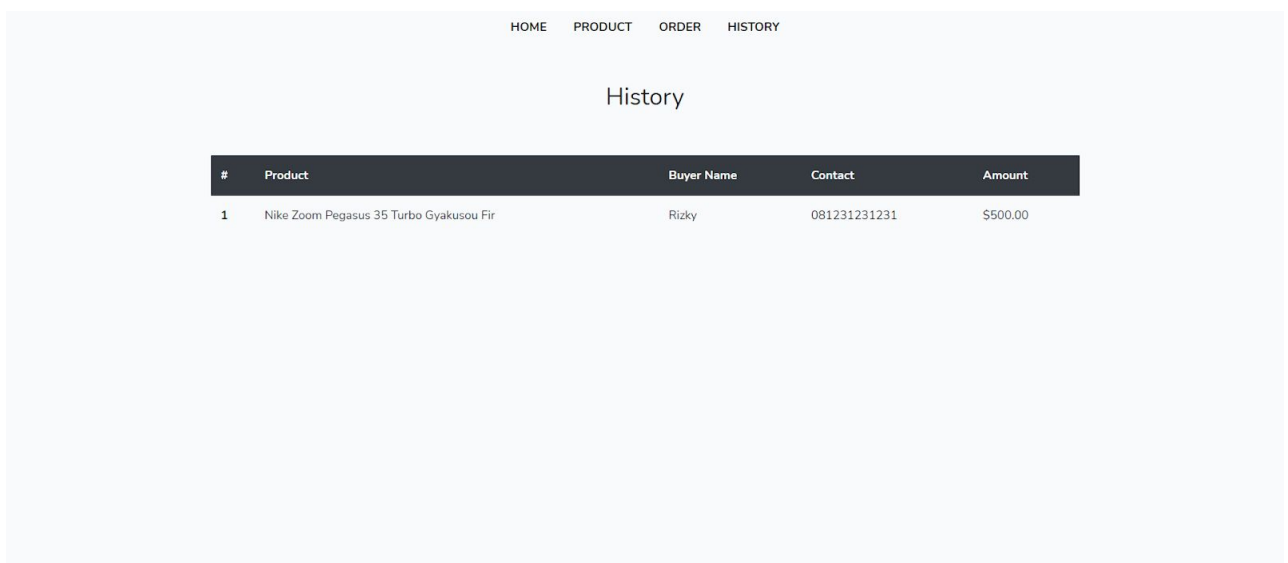 HOME PRODUCT ORDER HISTORY
History
# Product Buyer Name Contact Amount
1 Nike Zoom Pegasus 35 Turbo Gyakusou Fir Rizky 081231231231 $500.00